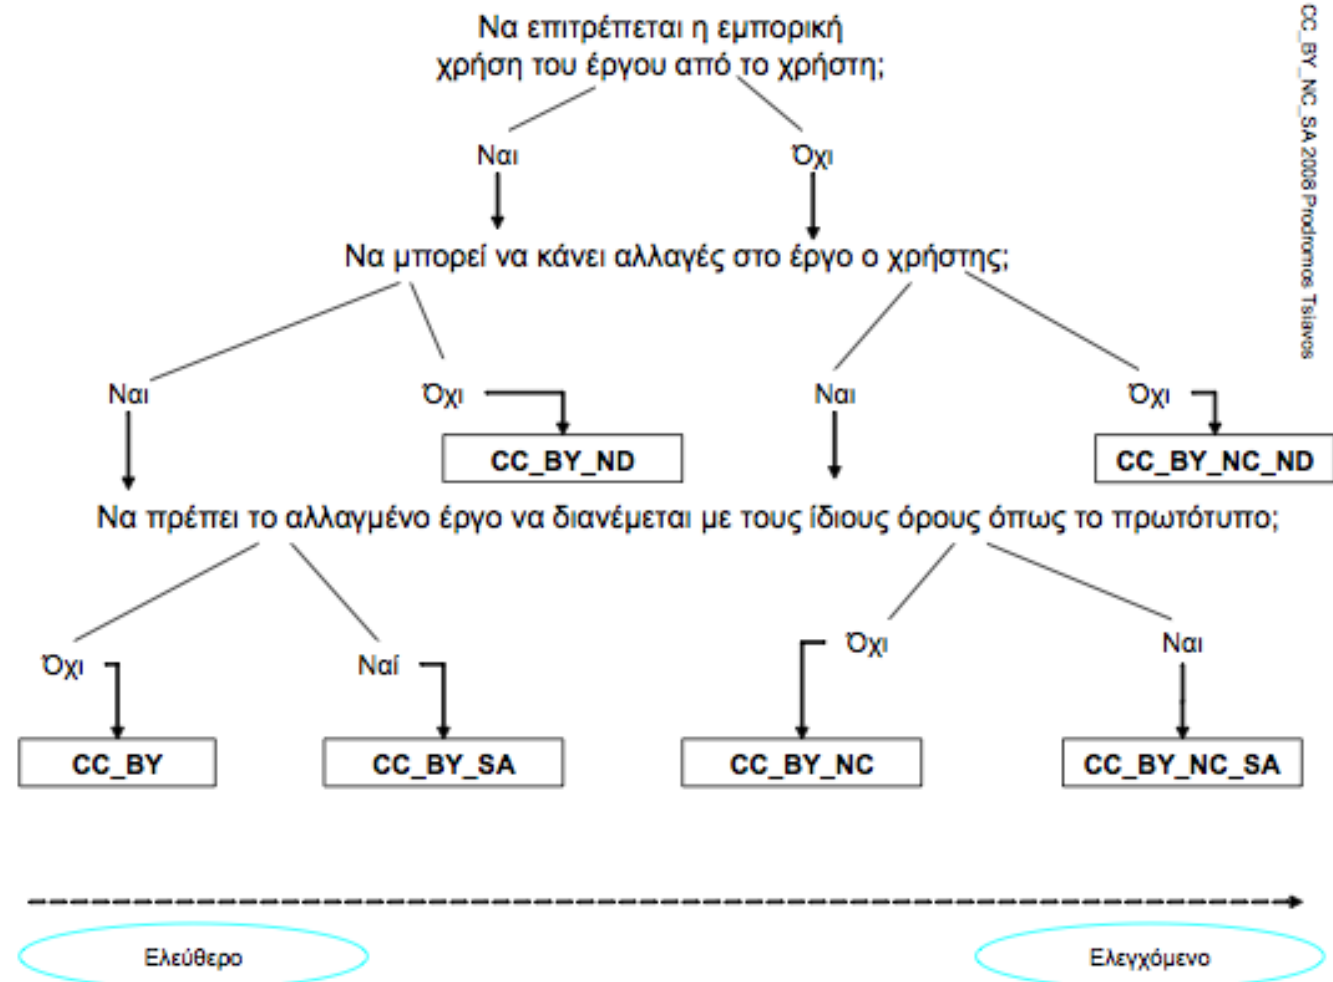 Να επιτρέπεται η εμπορική
χρήση του έργου από το χρήστη;
Ναι
Όχι
Να μπορεί να κάνει αλλαγές στο έργο ο χρήστης;
Ναι
Όχι
Ναι
Όχι
CC_BY_ND
CC_BY_NC_ND
Να πρέπει το αλλαγμένο έργο να διανέμεται με τους ίδιους όρους όπως το πρωτότυπο;
Όχι
Ναί
Όχι
Ναι
CC_BY
CC_BY_SA
CC_BY_NC
CC_BY_NC_SA
Ελεύθερο
Ελεγχόμενο
CC_BY_NC_SA 2008 Prodromos Tsiavos